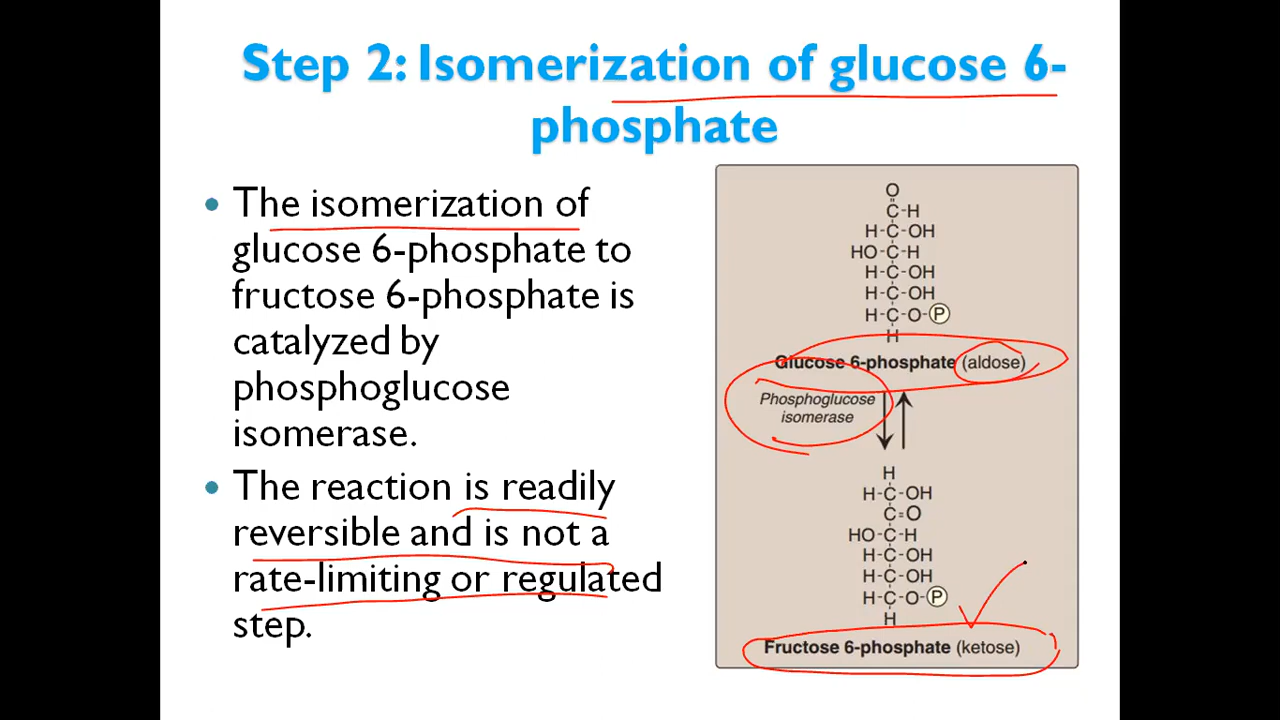 Step 2: Isomerization of glucose 6-
phosphate
• The isomerization of
glucose 6-phosphate to
fructose 6-phosphate is
catalyzed by
phosphoglucose
isomerase.
• The reaction is readily
reversible and is not a
rate-limiting or regulated
step.
O
C-H
H-C-OH
HO-C-H
H-C-OH
H-C-OH
H-C-O-P
H
Glucose 6-phosphate (aldose)
Phosphoglucose
isomerase
H
H-C-OH
C=O
HO-C-H
H-C-OH
H-C-OH
H-C-O-P
H
Fructose 6-phosphate (ketose)